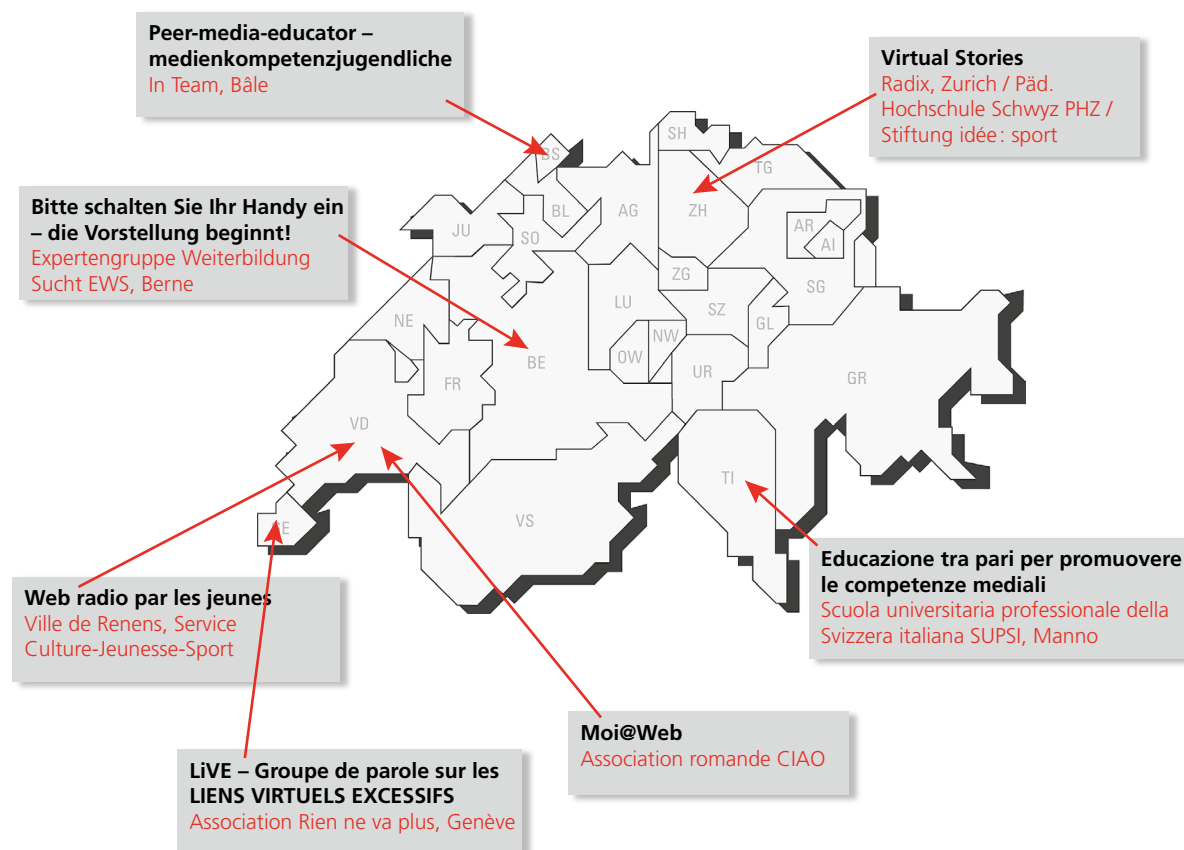 Peer-media-educator –
medienkompetenzjugendliche
In Team, Bâle
Virtual Stories
Radix, Zurich / Päd.
Hochschule Schwyz PHZ /
Stiftung idée: sport
Bitte schalten Sie Ihr Handy ein
– die Vorstellung beginnt!
Expertengruppe Weiterbildung
Sucht EWS, Berne
SH
BS
TG
BL
AG
ZH
JU
SO
AR
AI
ZG
SG
LU
SZ
NE
GL
NW
OW
BE
UR
FR
GR
VD
TI
VS
GE
Educazione tra pari per promuovere
le competenze mediali
Scuola universitaria professionale della
Svizzera italiana SUPSI, Manno
Web radio par les jeunes
Ville de Renens, Service
Culture-Jeunesse-Sport
Moi@Web
Association romande CIAO
LiVE – Groupe de parole sur les
LIENS VIRTUELS EXCESSIFS
Association Rien ne va plus, Genève